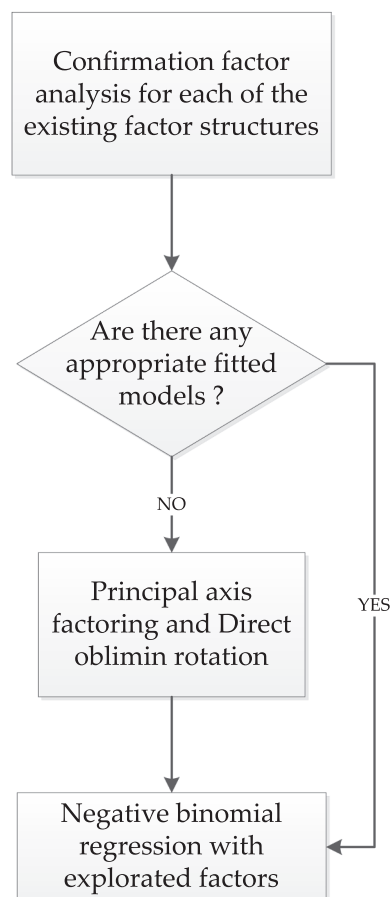 Confirmation factor
analysis for each of the
existing factor structures
Are there any
appropriate fitted
models ?
NO
Principal axis
factoring and Direct
oblimin rotation
YES
Negative binomial
regression with
explorated factors